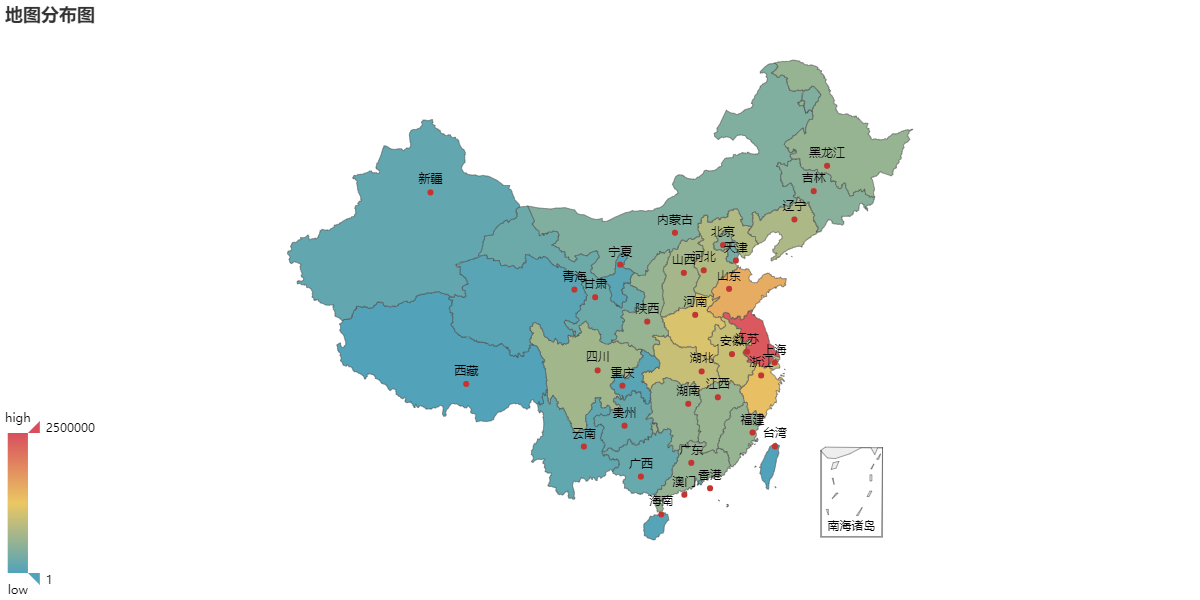 地图分布图
黑龙江
吉林
新疆
辽宁
内蒙古
北京
天津
宁夏
山西
河北
青海
甘肃
山东
陕西
河南
安徽
江苏
上海
四川
湖北
浙江
西藏
重庆
江西
湖南
贵州
福建
云南
台湾
广东
广西
澳门
香港
海南
南海诸岛
high
2500000
1
low